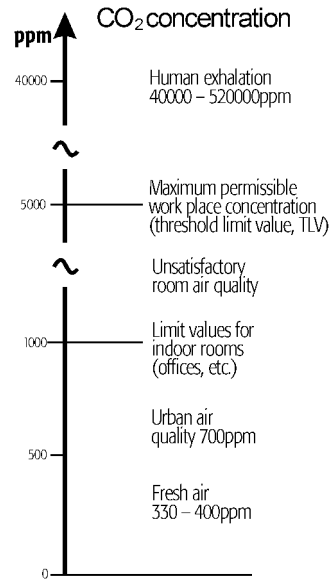 CO₂ concentration
ppm
40000
Human exhalation
40000 – 520000ppm
5000
Maximum permissible
work place concentration
(threshold limit value, TLV)
Unsatisfactory
room air quality
1000
Limit values for
indoor rooms
(offices, etc.)
Urban air
quality 700ppm
500
Fresh air
330 – 400ppm
0